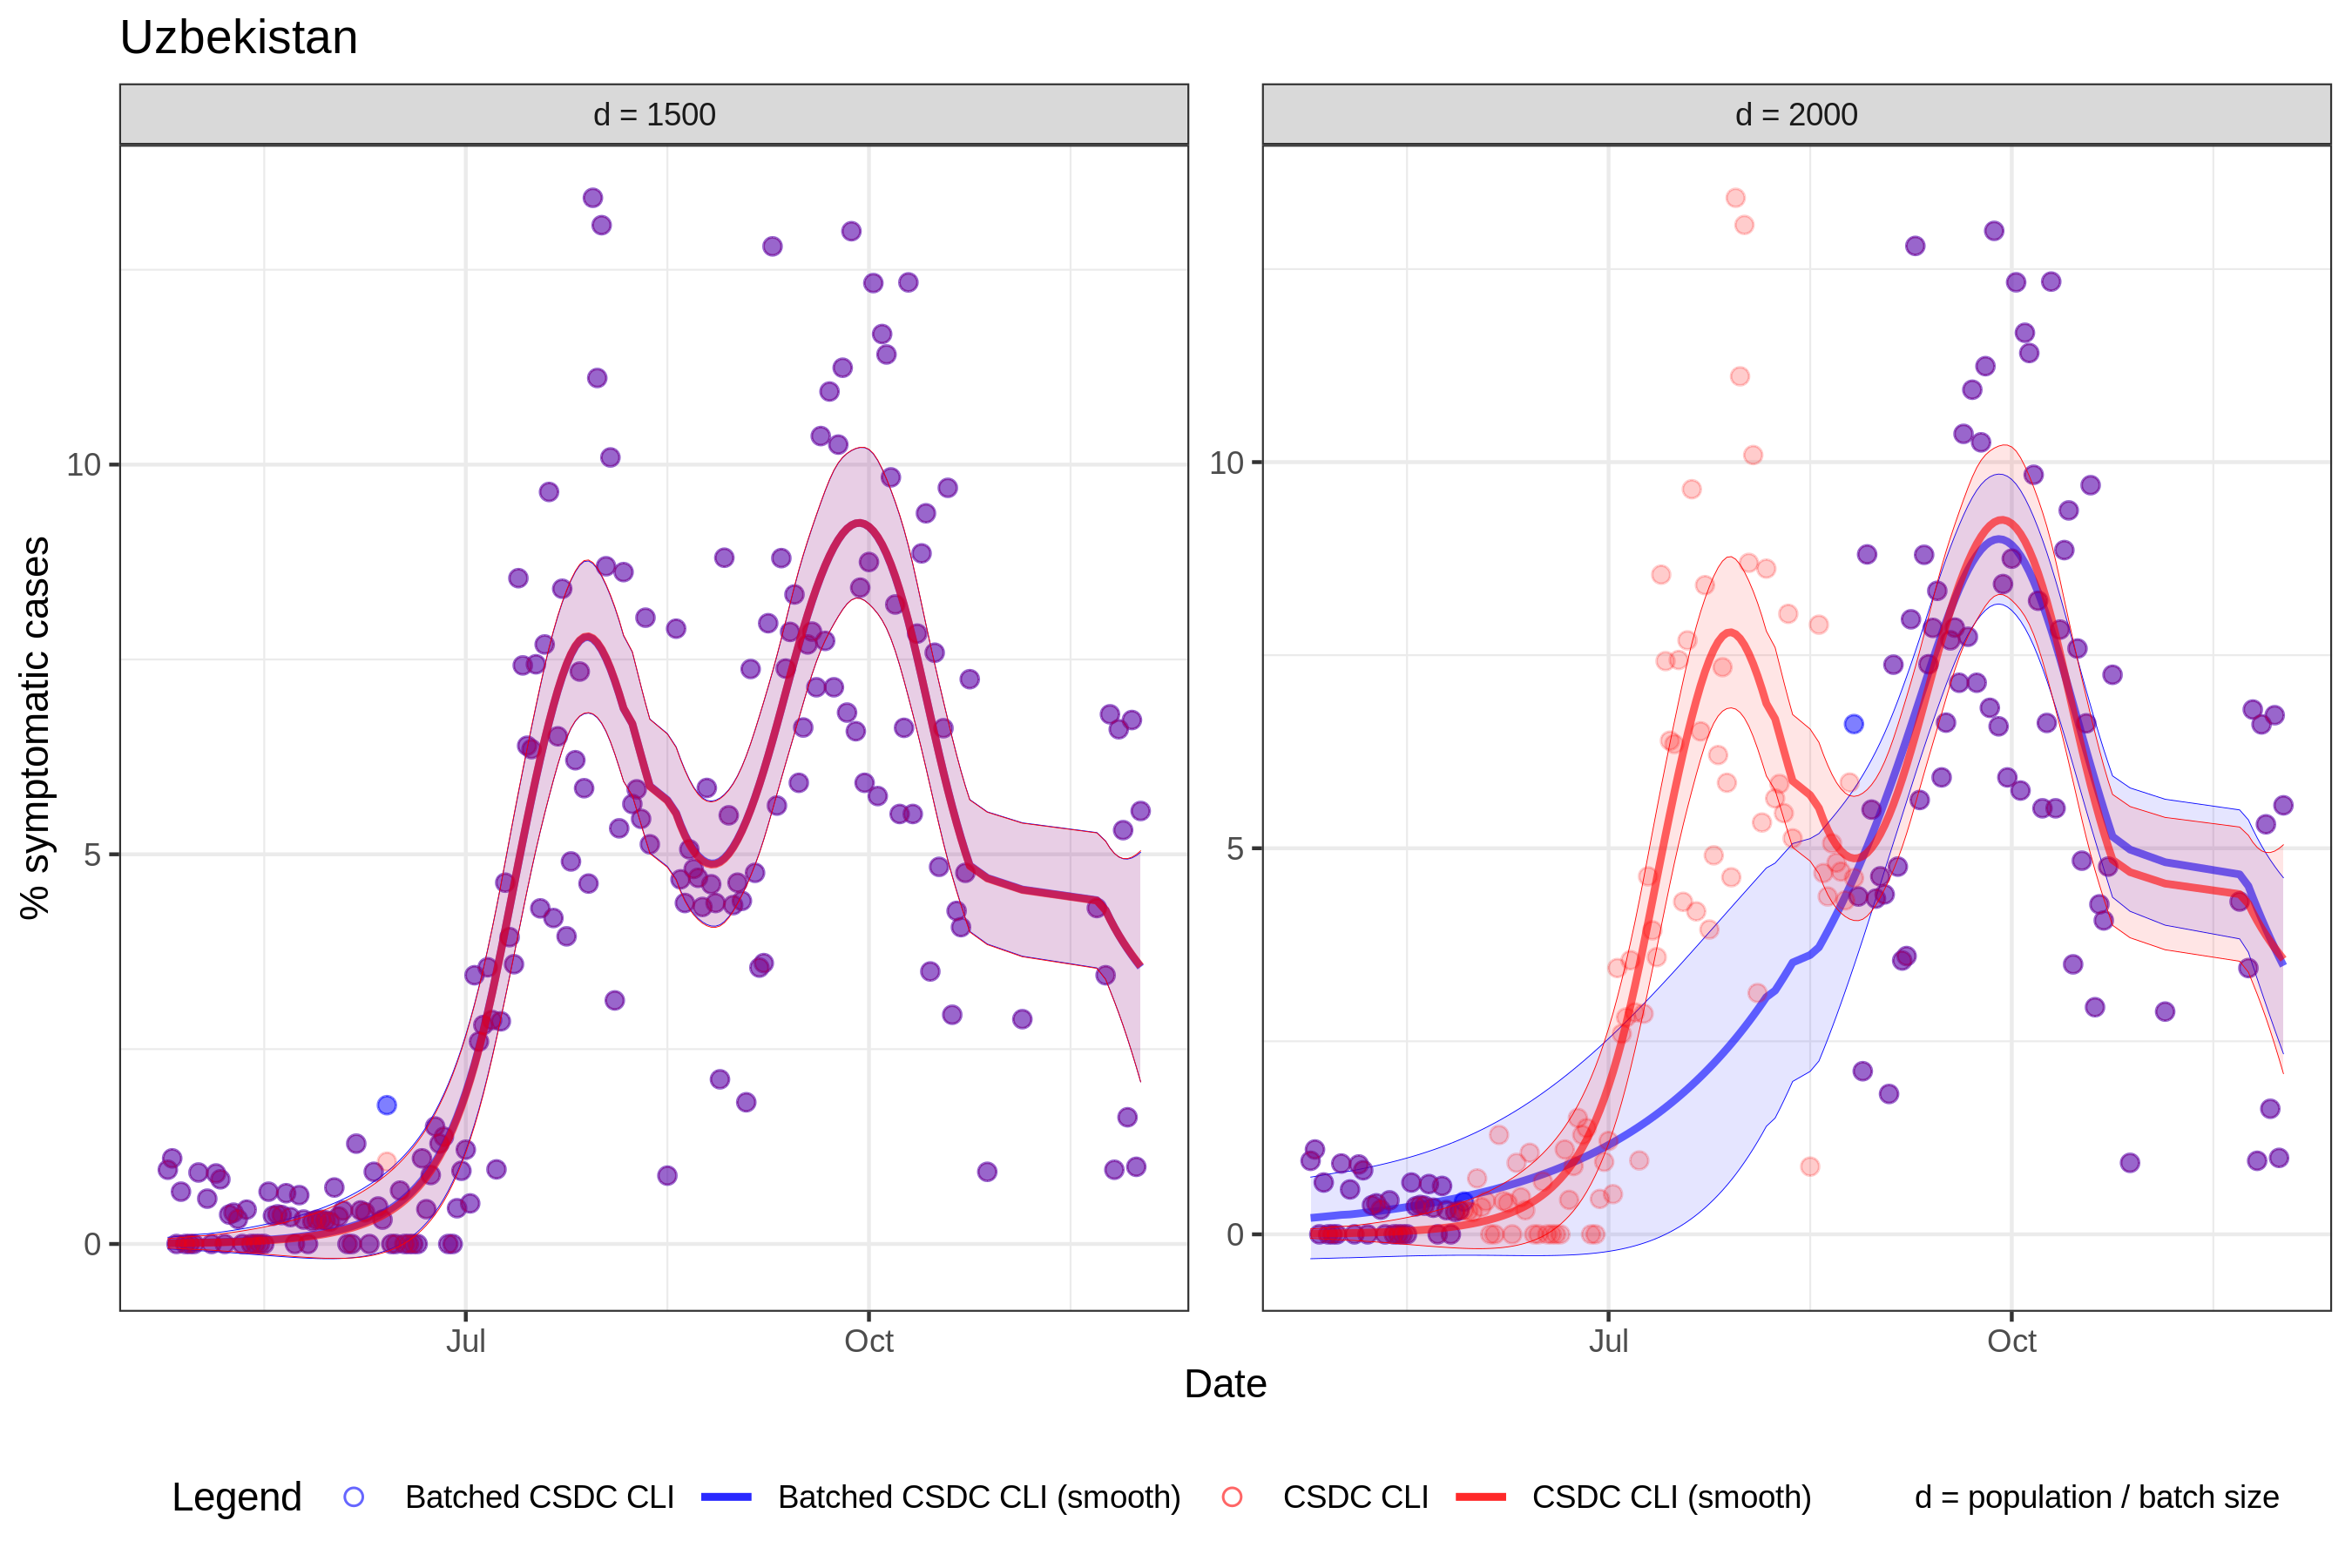 Uzbekistan
d = 1500
d = 2000
% symptomatic cases
10
5
0
10
5
0
Jul
Oct
Jul
Oct
Date
Legend
Batched CSDC CLI
Batched CSDC CLI (smooth)
CSDC CLI
CSDC CLI (smooth)
d = population / batch size